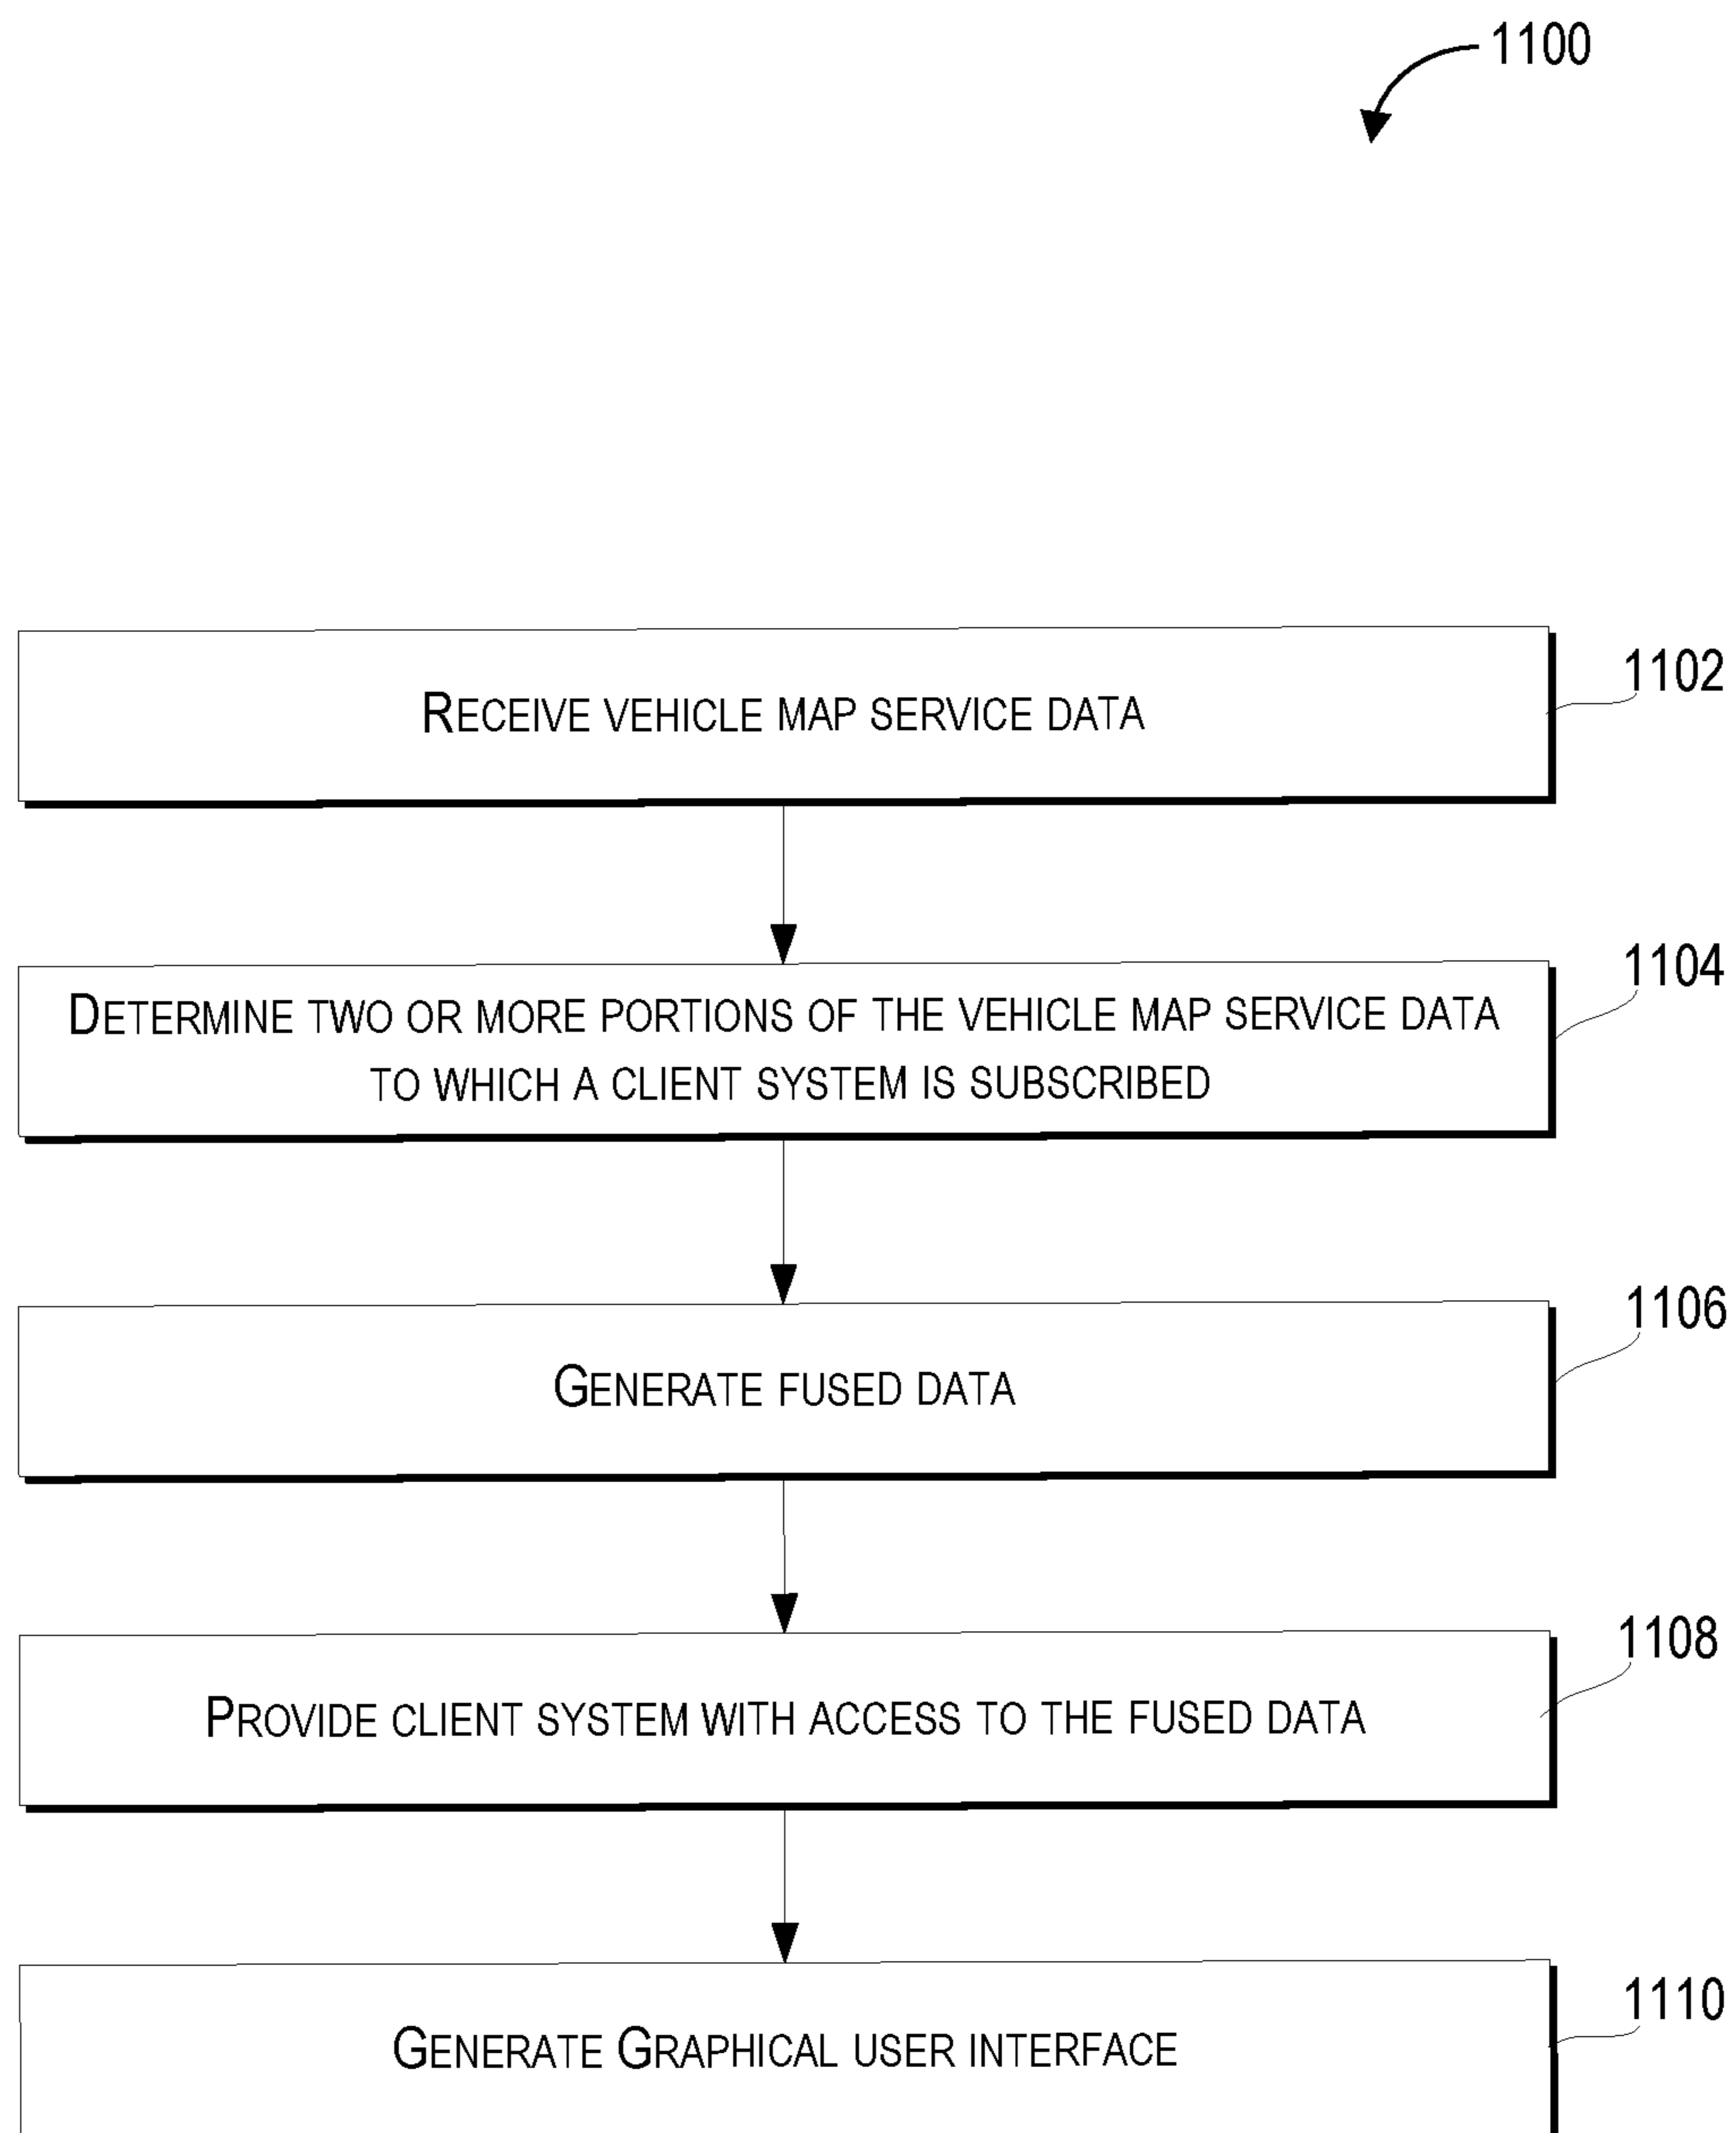 1100
RECEIVE VEHICLE MAP SERVICE DATA
1102
DETERMINE TWO OR MORE PORTIONS OF THE VEHICLE MAP SERVICE DATA
TO WHICH A CLIENT SYSTEM IS SUBSCRIBED
1104
GENERATE FUSED DATA
1106
PROVIDE CLIENT SYSTEM WITH ACCESS TO THE FUSED DATA
1108
GENERATE GRAPHICAL USER INTERFACE
1110